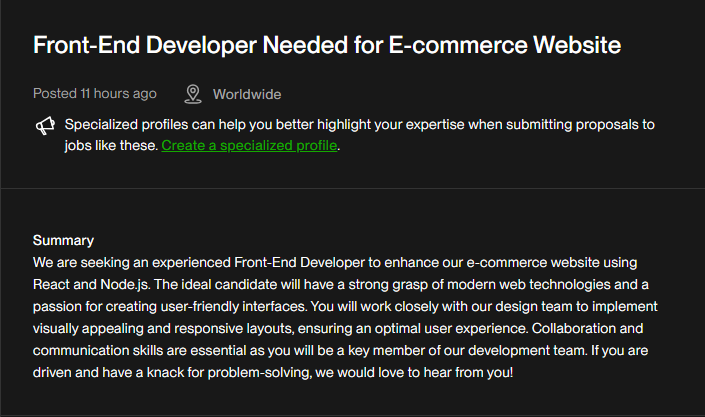 Front-End Developer Needed for E-commerce Website
Posted 11 hours ago Worldwide
Specialized profiles can help you better highlight your expertise when submitting proposals to
jobs like these. Create a specialized profile.
Summary
We are seeking an experienced Front-End Developer to enhance our e-commerce website using
React and Node.js. The ideal candidate will have a strong grasp of modern web technologies and a
passion for creating user-friendly interfaces. You will work closely with our design team to implement
visually appealing and responsive layouts, ensuring an optimal user experience. Collaboration and
communication skills are essential as you will be a key member of our development team. If you are
driven and have a knack for problem-solving, we would love to hear from you!